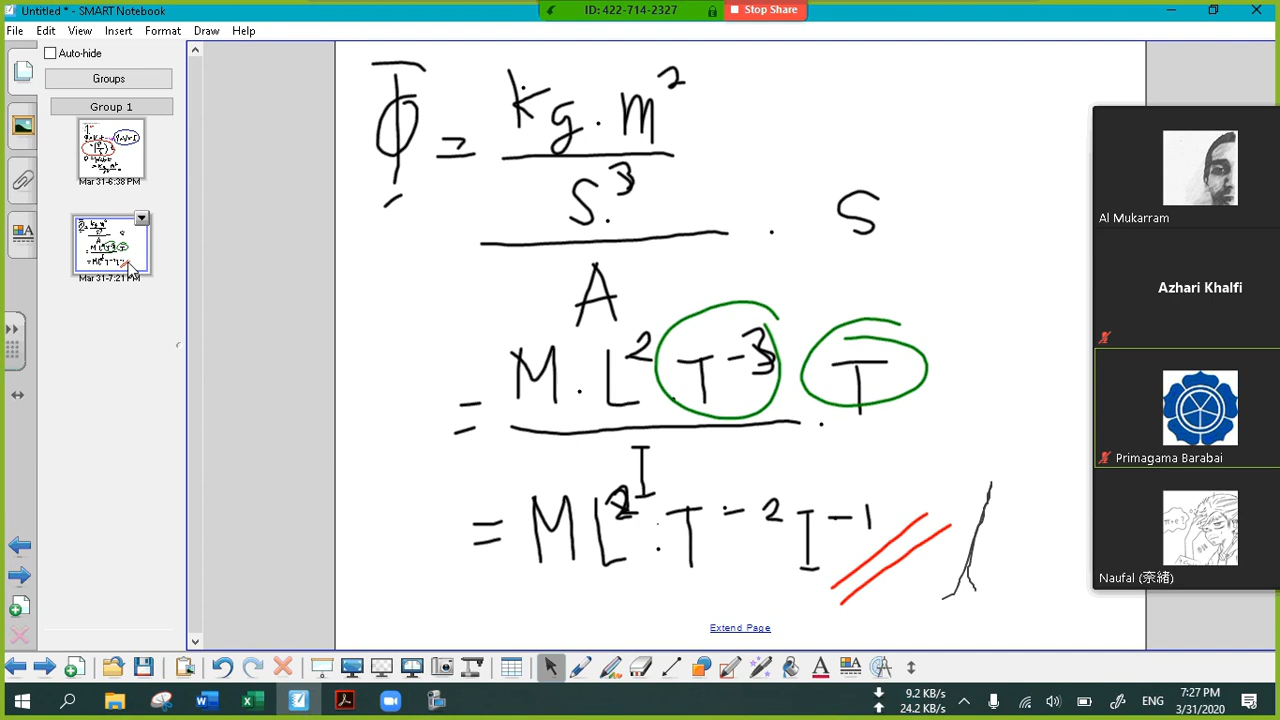 Untitled * - SMART Notebook
ID: 422-714-2327
Stop Share
File Edit View Insert Format Draw Help
Auto-hide
Groups
Group 1
Mar 31-6:38 PM
Mar 31-7:21 PM
Φ = kg . m²
S.³
A
. S
= M . L² T⁻³ . T
I
= M L² . T⁻² I⁻¹
Extend Page
Al Mukarram
Azhari Khalfi
Primagama Barabai
Naufal (奈緒)
9.2 KB/s
24.2 KB/s
ENG
7:27 PM
3/31/2020